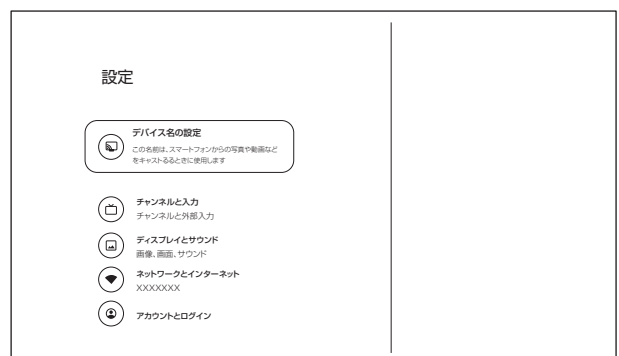 設定
デバイス名の設定
この名前は、スマートフォンからの写真や動画など
をキャストるるときに使用します
チャンネルと入力
チャンネルと外部入力
ディスプレイとサウンド
画像、画面、サウンド
ネットワークとインターネット
XXXXXXX
アカウントとログイン